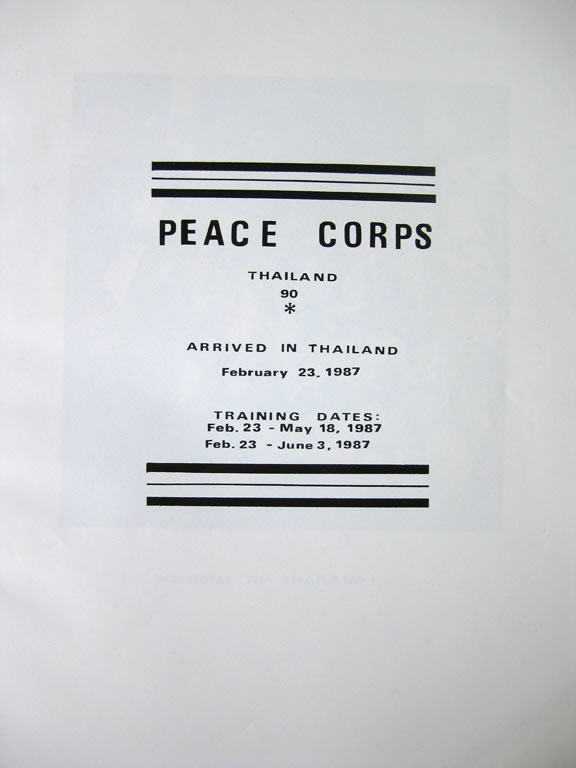 PEACE CORPS
THAILAND
90
*
ARRIVED IN THAILAND
February 23, 1987
TRAINING DATES:
Feb. 23 - May 18, 1987
Feb. 23 - June 3, 1987